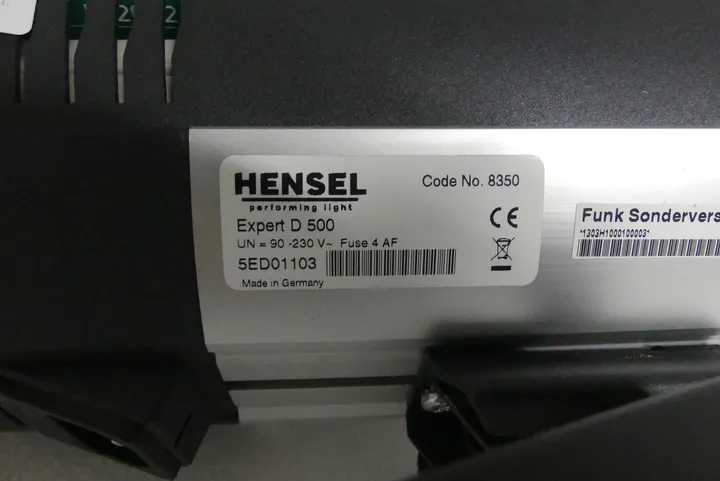 HENSEL
performing light
Code No. 8350
Expert D 500
UN = 90 -230 V~ Fuse 4 AF
5ED01103
Made in Germany
CE
Funk Sondervers
*1303H1000100003*